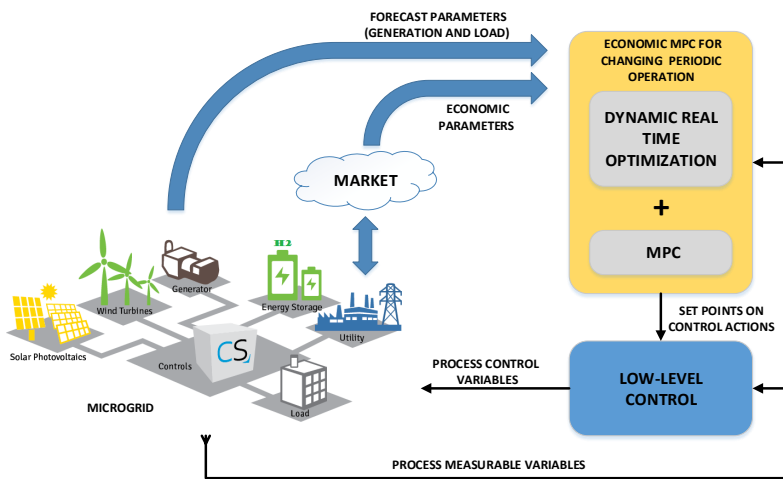 FORECAST PARAMETERS
(GENERATION AND LOAD)
ECONOMIC MPC FOR
CHANGING PERIODIC
OPERATION
ECONOMIC
PARAMETERS
DYNAMIC REAL
TIME
OPTIMIZATION
+
MPC
MARKET
H2
Generator
Wind Turbines
Energy Storage
Solar Photovoltaics
Utility
Controls
CS
Load
MICROGRID
SET POINTS ON
CONTROL ACTIONS
PROCESS CONTROL
VARIABLES
LOW-LEVEL
CONTROL
PROCESS MEASURABLE VARIABLES